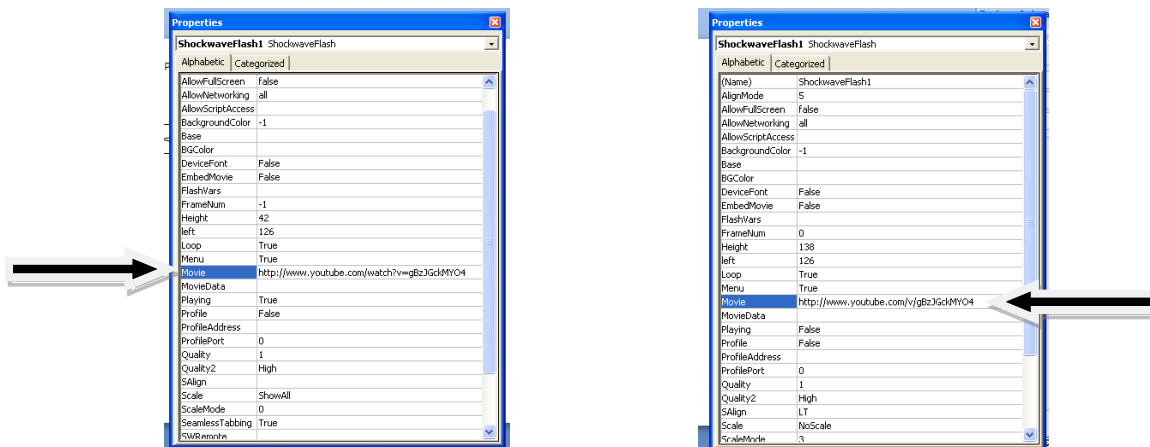 Properties
ShockwaveFlash1 ShockwaveFlash
Alphabetic Categorized
AllowFullScreen false
AllowNetworking all
AllowScriptAccess
BackgroundColor -1
Base
BGColor
DeviceFont False
EmbedMovie False
FlashVars
FrameNum -1
Height 42
left 126
Loop True
Menu True
Movie http://www.youtube.com/watch?v=gBzJGckMYO4
MovieData
Playing True
Profile False
ProfileAddress
ProfilePort 0
Quality 1
Quality2 High
SAlign
Scale ShowAll
ScaleMode 0
SeamlessTabbing True
SWRemote
Properties
ShockwaveFlash1 ShockwaveFlash
Alphabetic Categorized
(Name) ShockwaveFlash1
AlignMode 5
AllowFullScreen false
AllowNetworking all
AllowScriptAccess
BackgroundColor -1
Base
BGColor
DeviceFont False
EmbedMovie False
FlashVars
FrameNum 0
Height 138
left 126
Loop True
Menu True
Movie http://www.youtube.com/v/gBzJGckMYO4
MovieData
Playing False
Profile False
ProfileAddress
ProfilePort 0
Quality 1
Quality2 High
SAlign LT
Scale NoScale
ScaleMode 3